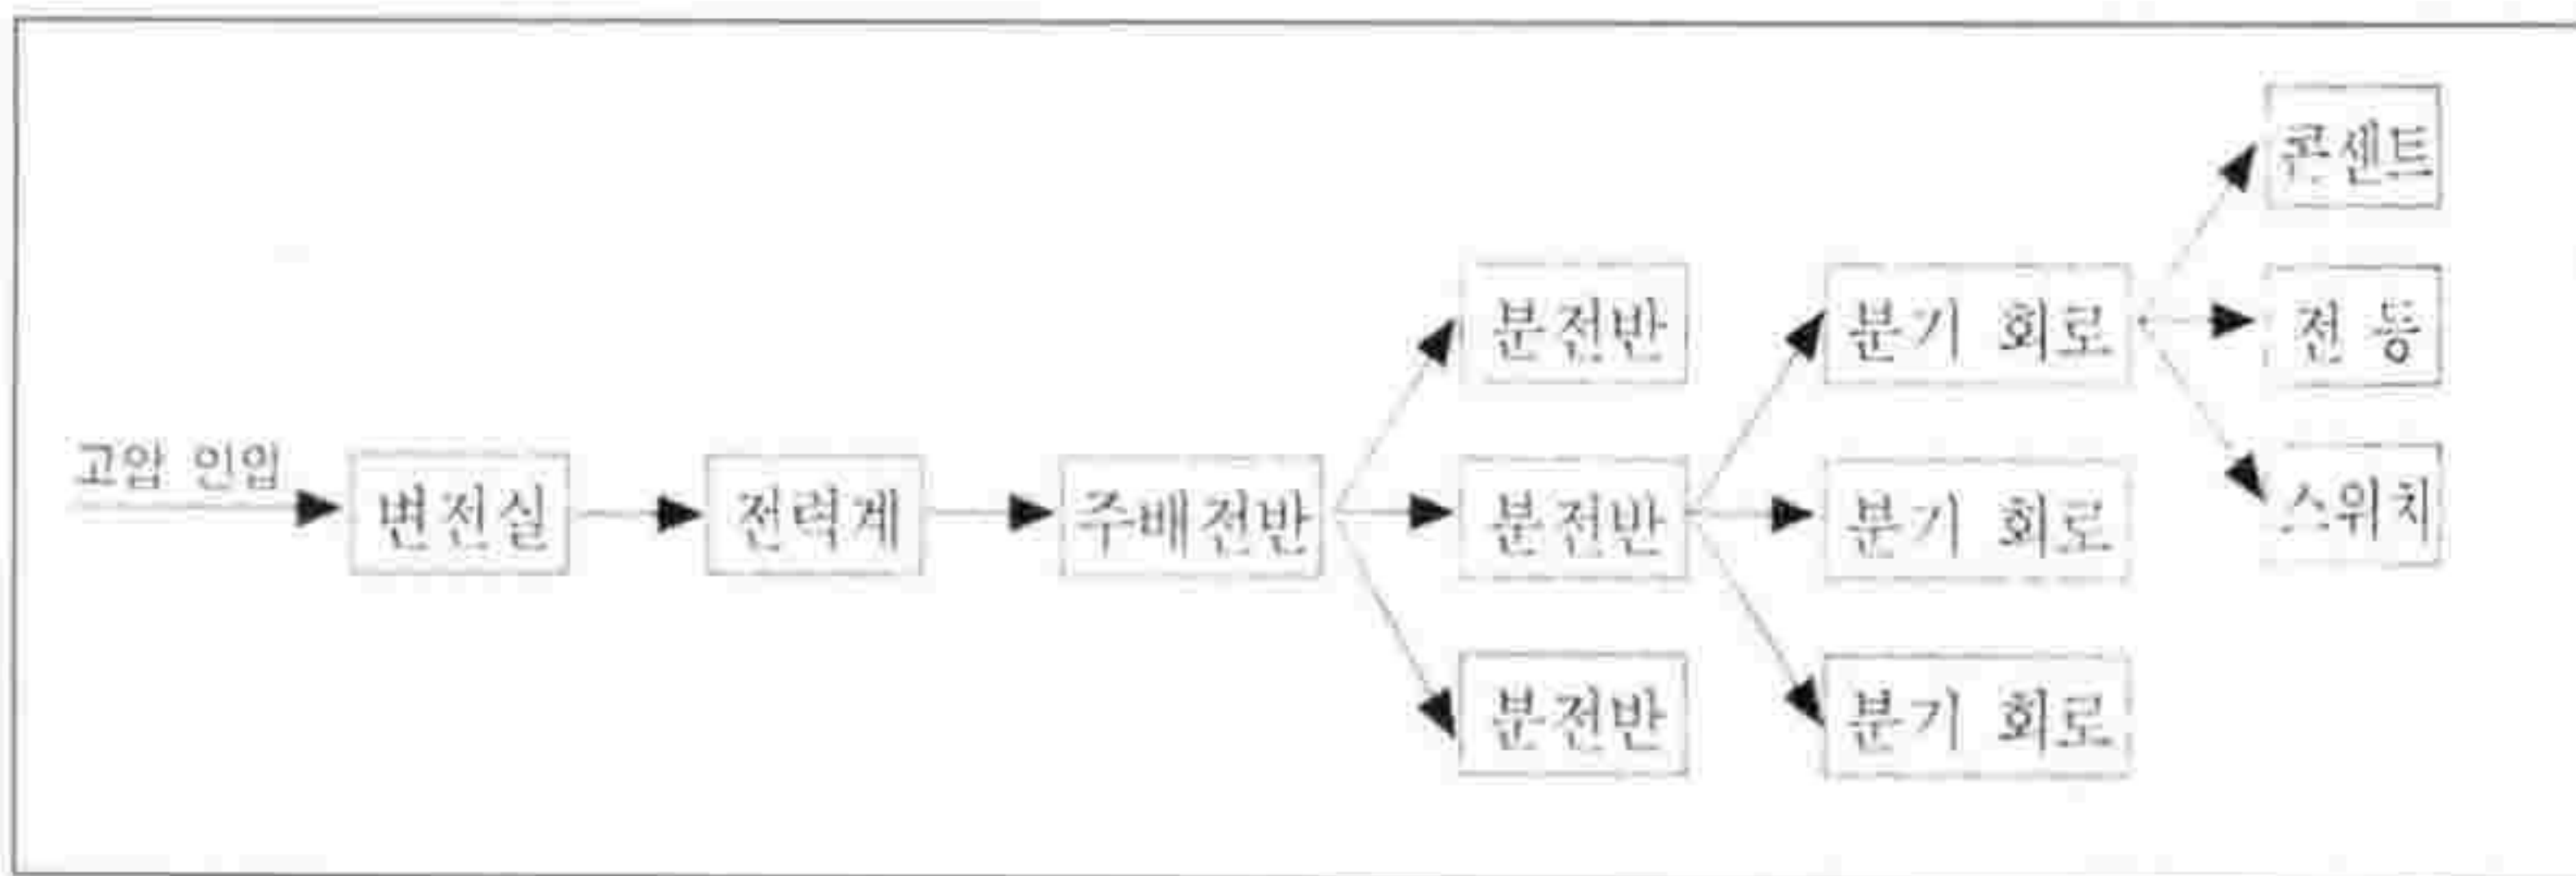 고압 인입
변전실
전력계
주배전반
분전반
분전반
분전반
분기 회로
분기 회로
분기 회로
콘센트
전 등
스위치